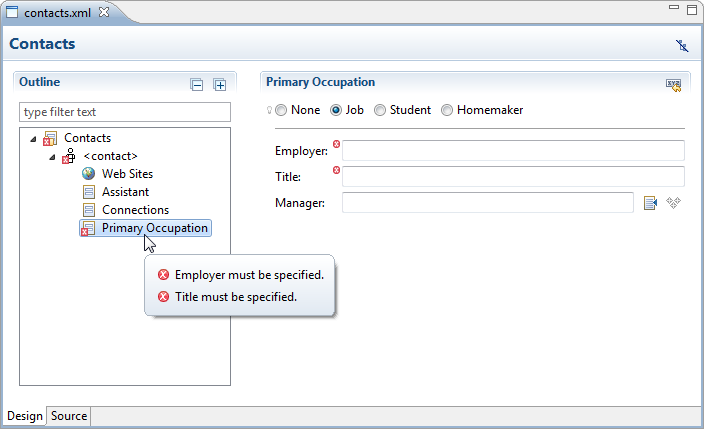 contacts.xml
Contacts
Outline
type filter text
Contacts
<contact>
Web Sites
Assistant
Connections
Primary Occupation
Employer must be specified.
Title must be specified.
Primary Occupation
xyz
None Job Student Homemaker
Employer:
Title:
Manager:
Design Source